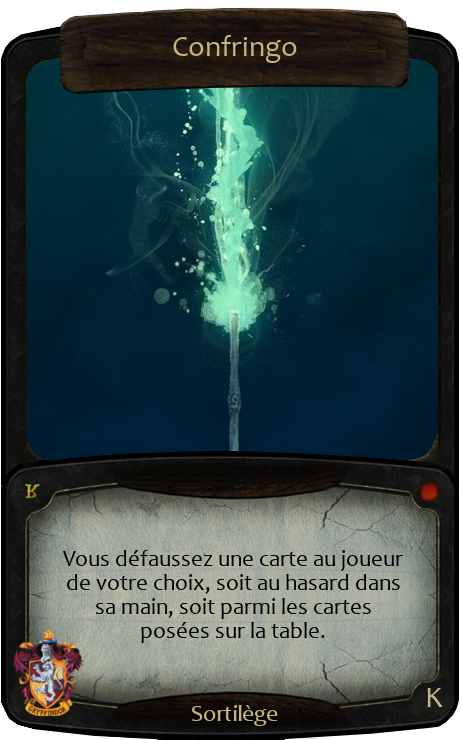 Confringo
R
Vous défaussez une carte au joueur
de votre choix, soit au hasard dans
sa main, soit parmi les cartes
posées sur la table.
GRYFFINDOR
Sortilège
K